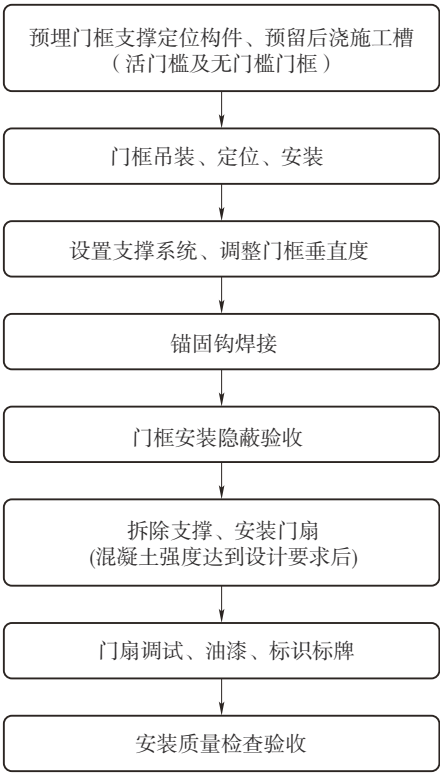 预埋门框支撑定位构件、预留后浇施工槽
（活门槛及无门槛门框）
门框吊装、定位、安装
设置支撑系统、调整门框垂直度
锚固钩焊接
门框安装隐蔽验收
拆除支撑、安装门扇
(混凝土强度达到设计要求后)
门扇调试、油漆、标识标牌
安装质量检查验收